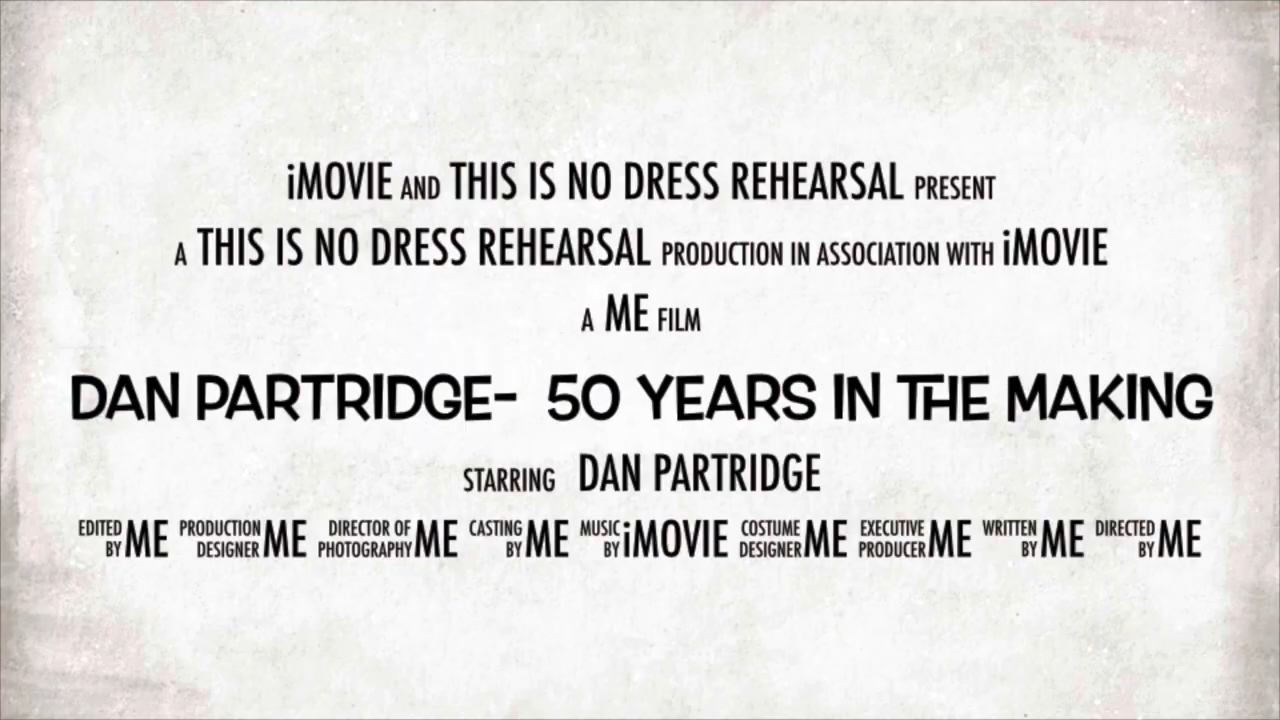 iMOVIE AND THIS IS NO DRESS REHEARSAL PRESENT
A THIS IS NO DRESS REHEARSAL PRODUCTION IN ASSOCIATION WITH iMOVIE
A ME FILM
DAN PARTRIDGE- 50 YEARS IN THE MAKING
STARRING DAN PARTRIDGE
EDITED BY ME PRODUCTION DESIGNER ME DIRECTOR OF PHOTOGRAPHY ME CASTING BY ME MUSIC BY iMOVIE COSTUME DESIGNER ME EXECUTIVE PRODUCER ME WRITTEN BY ME DIRECTED BY ME